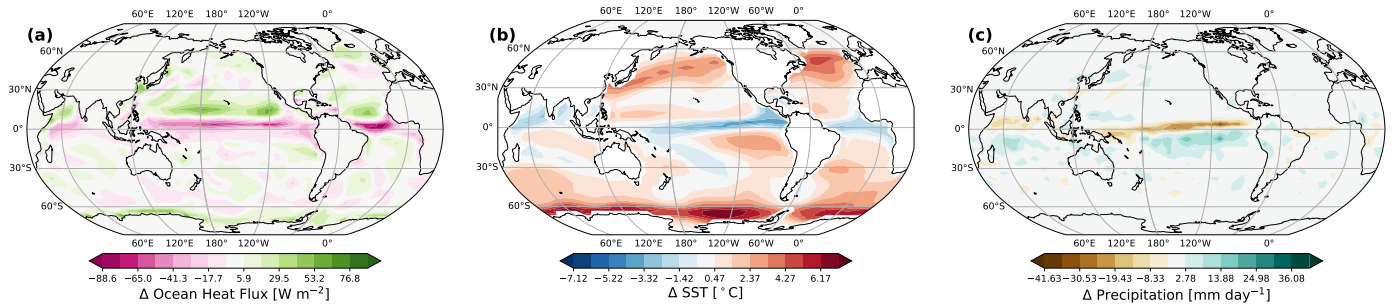 60°E 120°E 180° 120°W 0°
60°E 120°E 180° 120°W 0°
60°E 120°E 180° 120°W 0°
(a)
(b)
(c)
60°N
60°N
60°N
30°N
30°N
30°N
0°
0°
0°
30°S
30°S
30°S
60°S
60°S
60°S
60°E 120°E 180° 120°W 0°
60°E 120°E 180° 120°W 60°W 0°
60°E 120°E 180° 120°W 0°
−88.6 −65.0 −41.3 −17.7 5.9 29.5 53.2 76.8
−7.12 −5.22 −3.32 −1.42 0.47 2.37 4.27 6.17
−41.63 −30.53 −19.43 −8.33 2.78 13.88 24.98 36.08
Δ Ocean Heat Flux [W m⁻²]
Δ SST [°C]
Δ Precipitation [mm day⁻¹]